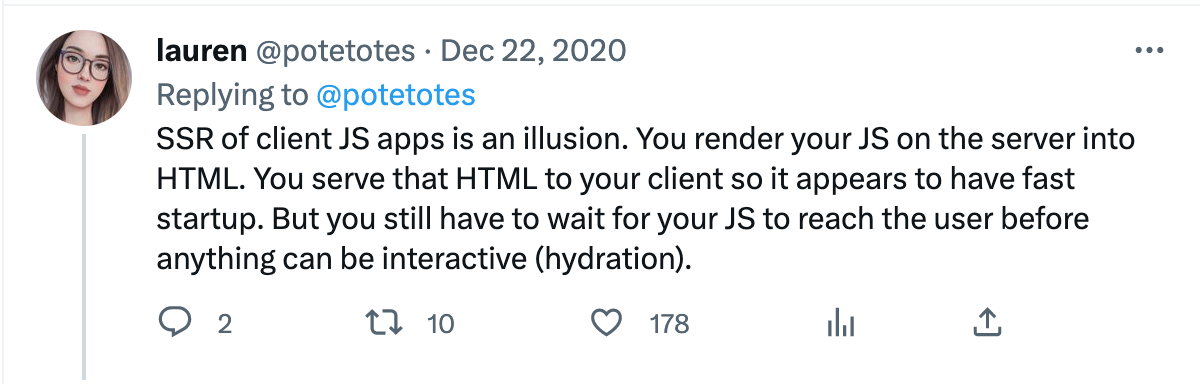 lauren @potetotes · Dec 22, 2020
Replying to @potetotes
SSR of client JS apps is an illusion. You render your JS on the server into
HTML. You serve that HTML to your client so it appears to have fast
startup. But you still have to wait for your JS to reach the user before
anything can be interactive (hydration).
2 10 178